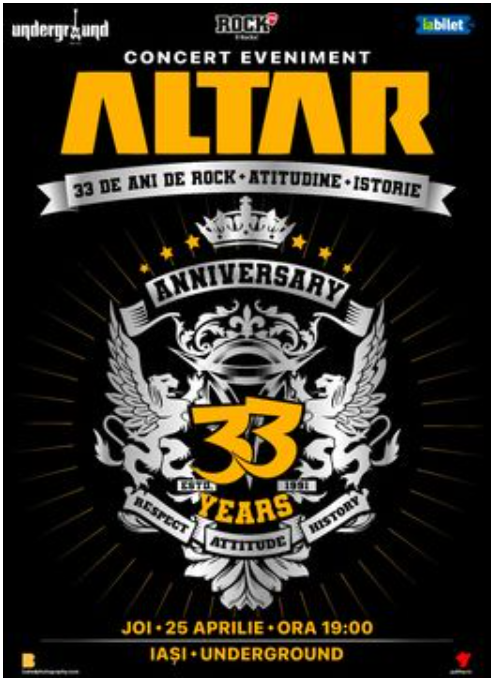 underground
ROCK
iabilet
CONCERT EVENIMENT
ALTAR
33 DE ANI DE ROCK • ATITUDINE • ISTORIE
ANNIVERSARY
33
ESTD. 1991
YEARS
RESPECT
ATTITUDE
HISTORY
JOI • 25 APRILIE • ORA 19:00
IAȘI • UNDERGROUND